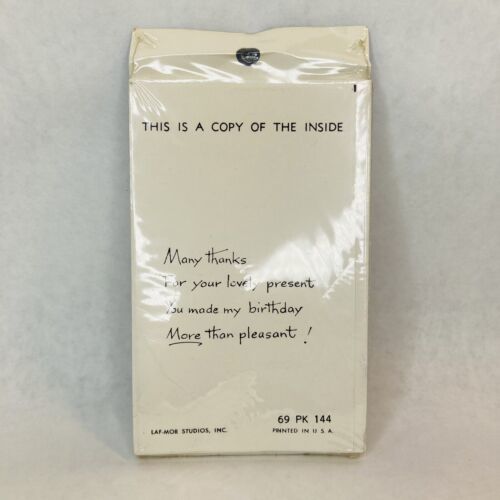 THIS IS A COPY OF THE INSIDE
Many thanks
For your lovely present
You made my birthday
More than pleasant!
LAF-MOR STUDIOS, INC.
69 PK 144
PRINTED IN U.S.A.